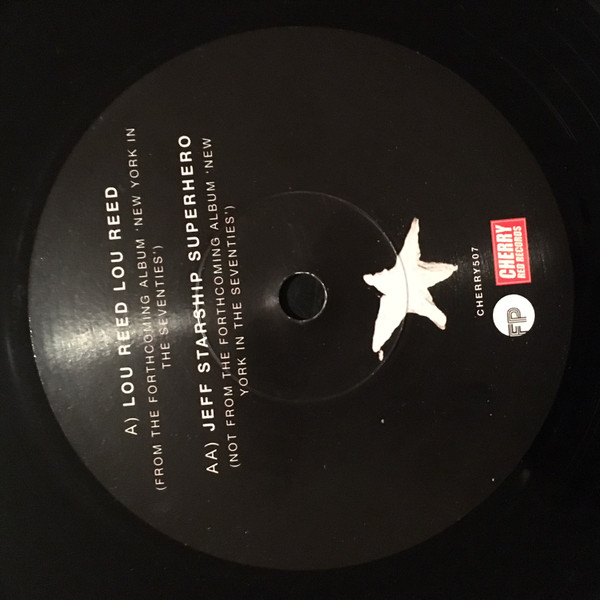 A) LOU REED LOU REED
(FROM THE FORTHCOMING ALBUM 'NEW YORK IN
THE SEVENTIES')
AA) JEFF STARSHIP SUPERHERO
(NOT FROM THE FORTHCOMING ALBUM 'NEW
YORK IN THE SEVENTIES')
CHERRY507
FP
CHERRY
RED RECORDS